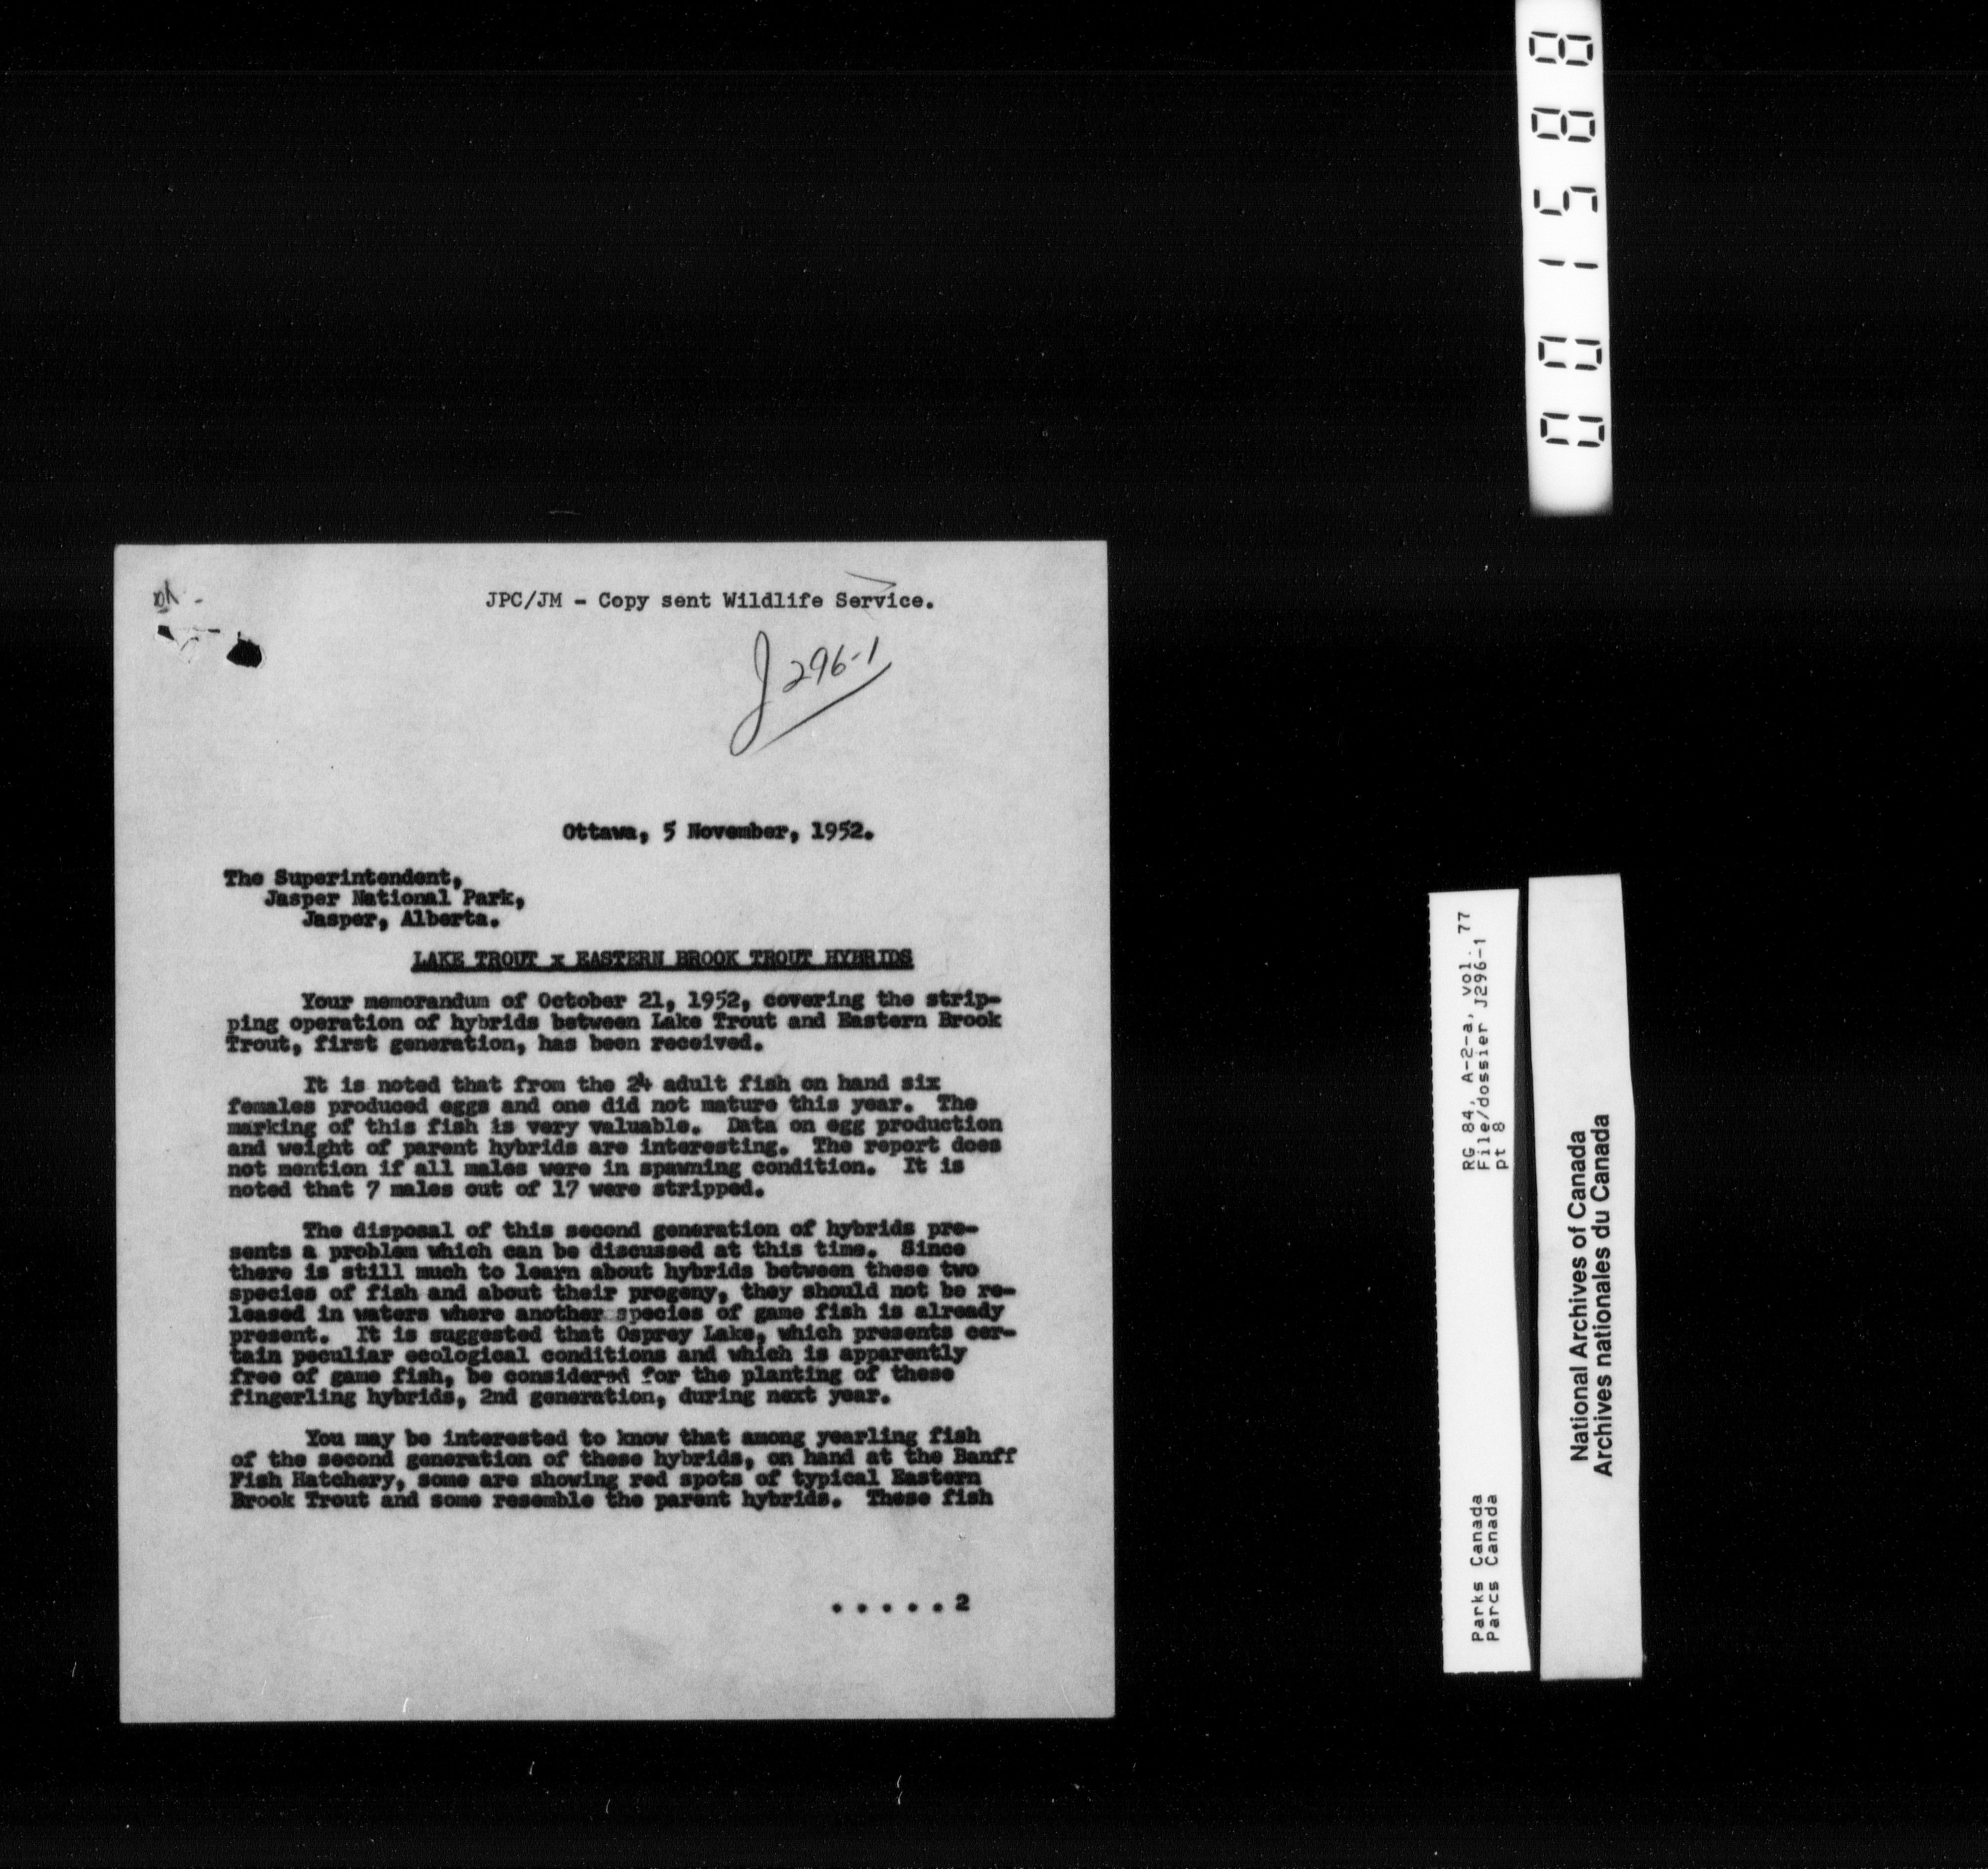 001588
JPC/JM - Copy sent Wildlife Service.
J 296-1
Ottawa, 5 November, 1952.
The Superintendent,
Jasper National Park,
Jasper, Alberta.
LAKE TROUT x EASTERN BROOK TROUT HYBRIDS
Your memorandum of October 21, 1952, covering the strip-
ping operation of hybrids between Lake Trout and Eastern Brook
Trout, first generation, has been received.
It is noted that from the 24 adult fish on hand six
females produced eggs and one did not mature this year. The
marking of this fish is very valuable. Data on egg production
and weight of parent hybrids are interesting. The report does
not mention if all males were in spawning condition. It is
noted that 7 males out of 17 were stripped.
The disposal of this second generation of hybrids pre-
sents a problem which can be discussed at this time. Since
there is still much to learn about hybrids between these two
species of fish and about their progeny, they should not be re-
leased in waters where another species of game fish is already
present. It is suggested that Osprey Lake, which presents cer-
tain peculiar ecological conditions and which is apparently
free of game fish, be considered for the planting of these
fingerling hybrids, 2nd generation, during next year.
You may be interested to know that among yearling fish
of the second generation of these hybrids, on hand at the Banff
Fish Hatchery, some are showing red spots of typical Eastern
Brook Trout and some resemble the parent hybrids. These fish
. . . . . 2
Parks Canada
Parcs Canada
RG 84, A-2-a, vol. 77
File/dossier J296-1
pt 8
National Archives of Canada
Archives nationales du Canada